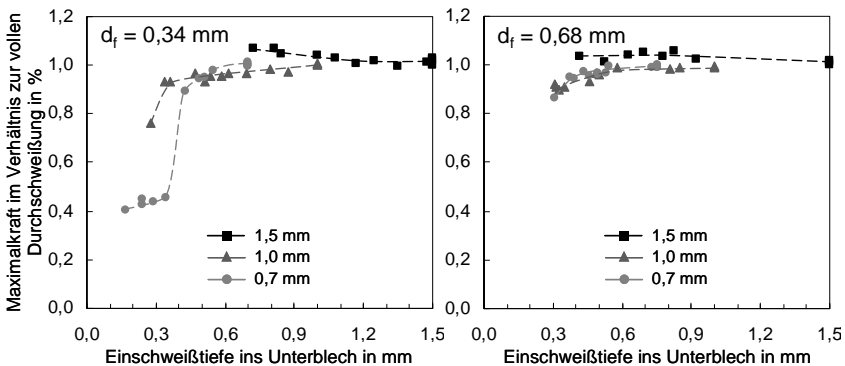 Maximalkraft im Verhältnis zur vollen
Durchschweißung in %
1,2
1,0
0,8
0,6
0,4
0,2
0,0
d_f = 0,34 mm
1,5 mm
1,0 mm
0,7 mm
0,0 0,3 0,6 0,9 1,2 1,5
Einschweißtiefe ins Unterblech in mm
1,2
1,0
0,8
0,6
0,4
0,2
0,0
d_f = 0,68 mm
1,5 mm
1,0 mm
0,7 mm
0,0 0,3 0,6 0,9 1,2 1,5
Einschweißtiefe ins Unterblech in mm